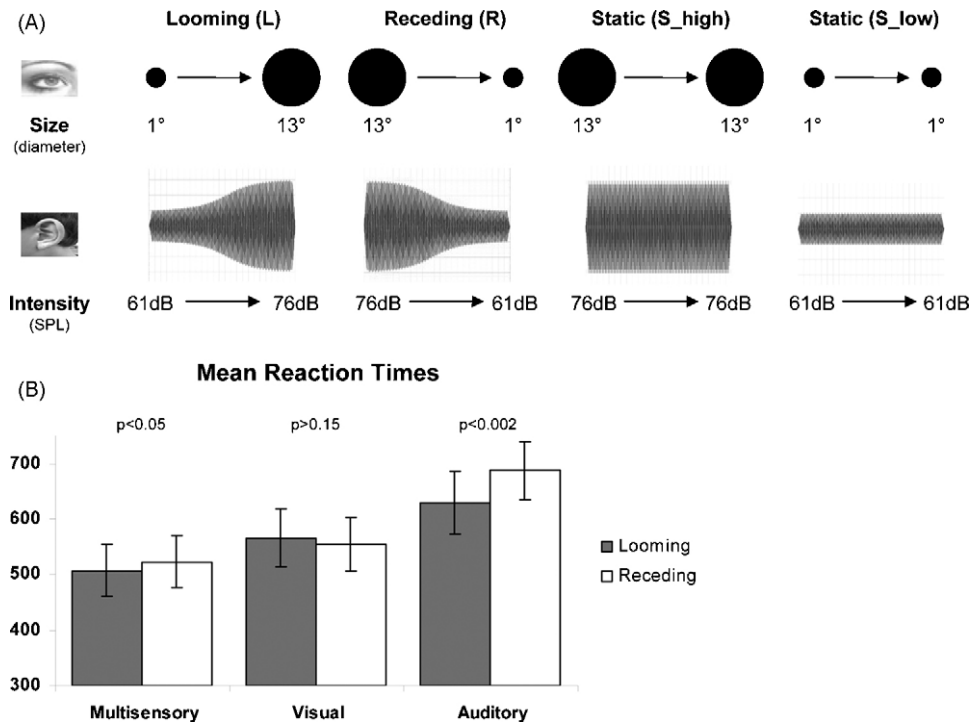 (A)
Looming (L) Receding (R) Static (S_high) Static (S_low)
Size 1° 13° 13° 1° 13° 13° 1° 1°
(diameter)
Intensity 61dB 76dB 76dB 61dB 76dB 76dB 61dB 61dB
(SPL)
(B)
Mean Reaction Times
p<0.05 p>0.15 p<0.002
700
600
500
400
300
Looming
Receding
Multisensory Visual Auditory